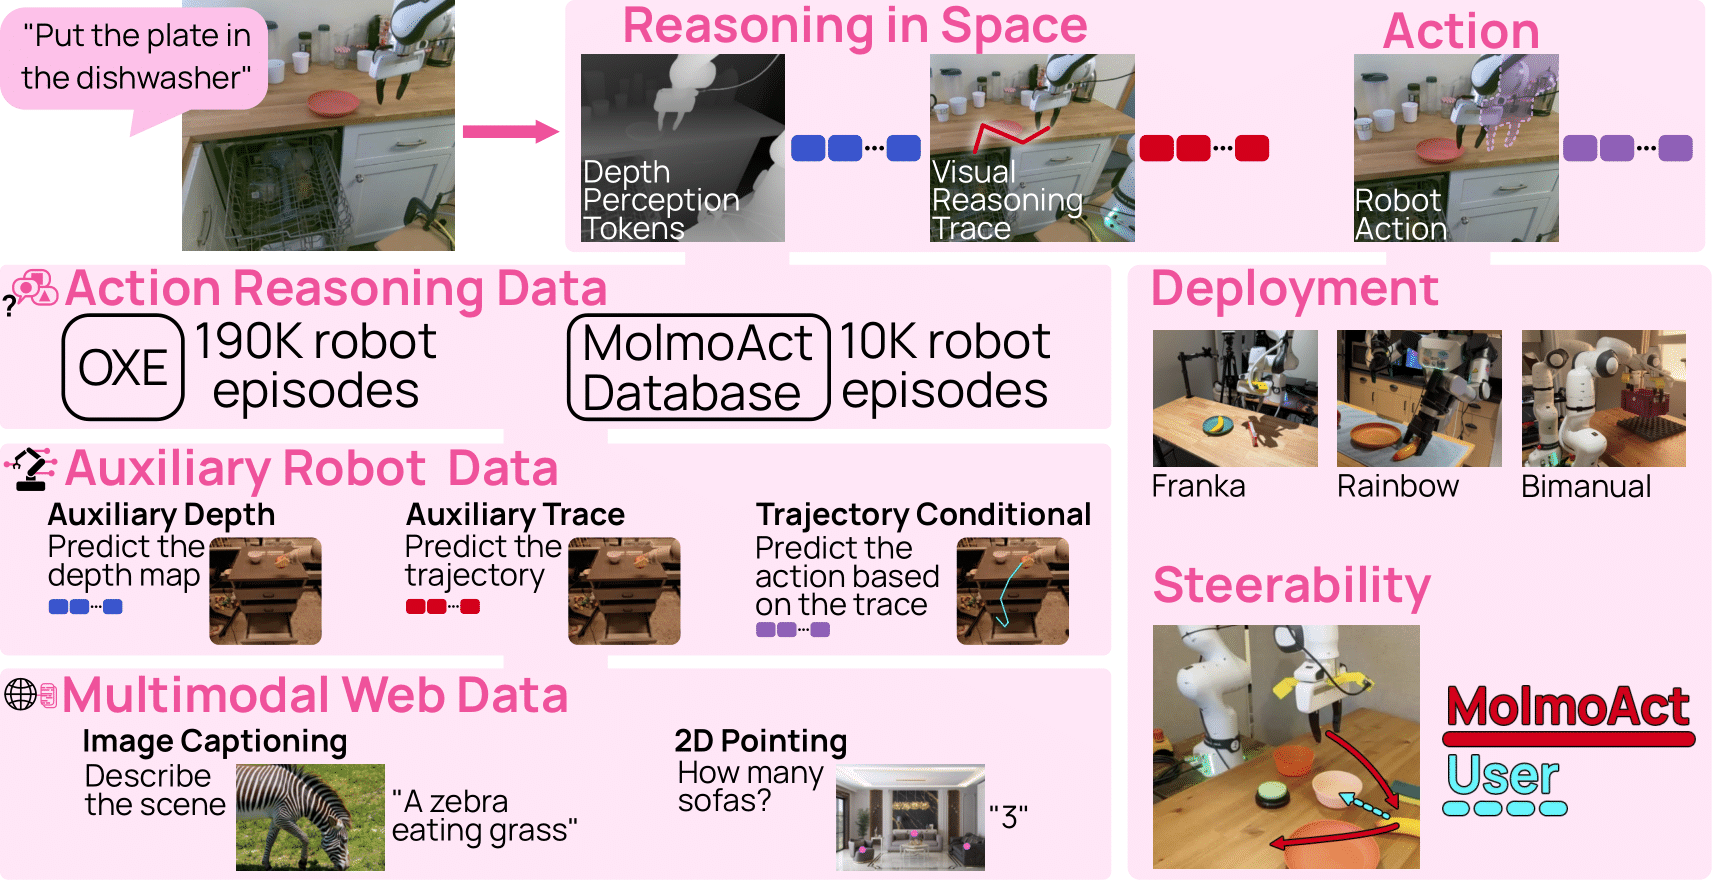 "Put the plate in
the dishwasher"
Reasoning in Space
Depth
Perception
Tokens
Visual
Reasoning
Trace
Action
Robot
Action
? Action Reasoning Data
OXE
190K robot
episodes
MolmoAct
Database
10K robot
episodes
Auxiliary Robot Data
Auxiliary Depth
Predict the
depth map
Auxiliary Trace
Predict the
trajectory
Trajectory Conditional
Predict the
action based
on the trace
Multimodal Web Data
Image Captioning
Describe
the scene
"A zebra
eating grass"
2D Pointing
How many
sofas?
"3"
Deployment
Franka
Rainbow
Bimanual
Steerability
MolmoAct
User